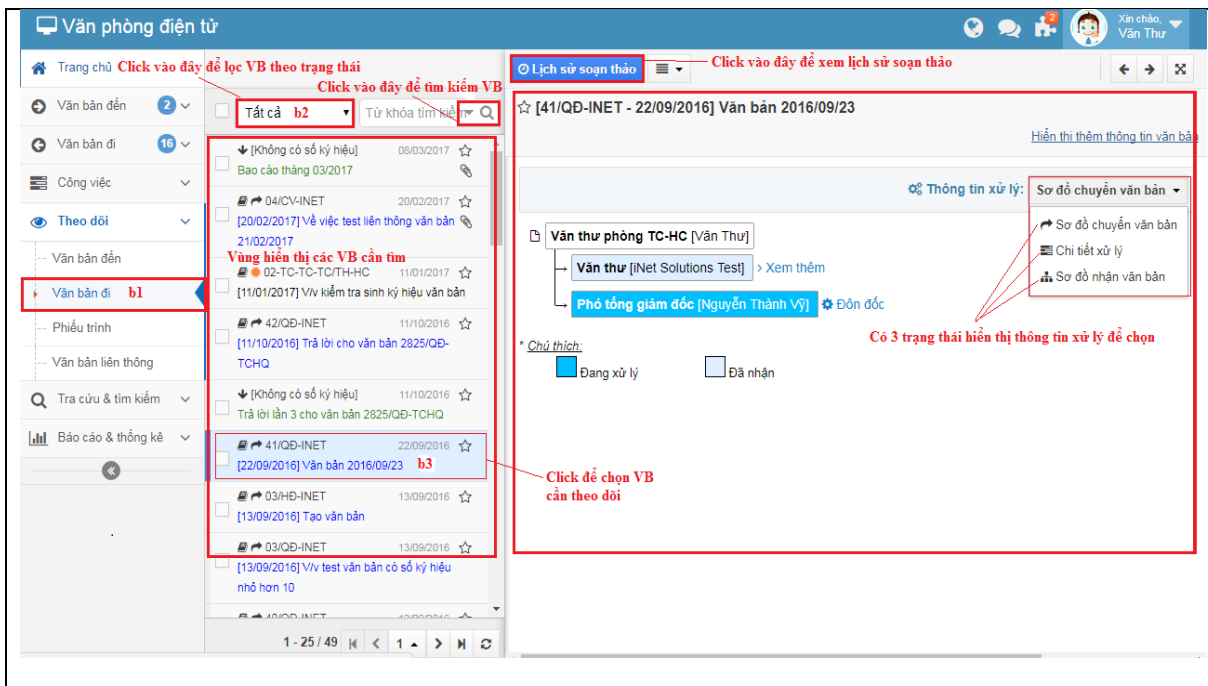 Văn phòng điện tử
2
Xin chào,
Văn Thư
Trang chủ
Click vào đây để lọc VB theo trạng thái
Văn bản đến 2
Văn bản đi 16
Công việc
Theo dõi
Văn bản đến
Văn bản đi b1
Phiếu trình
Văn bản liên thông
Tra cứu & tìm kiếm
Báo cáo & thống kê
.
Click vào đây để tìm kiếm VB
Tất cả b2
Từ khóa tìm kiếm
[Không có số ký hiệu] 08/03/2017
Bao cáo tháng 03/2017
04/CV-INET 20/02/2017
[20/02/2017] Về việc test liên thông văn bản
21/02/2017
Vùng hiển thị các VB cần tìm
02-TC-TC-TC/TH-HC 11/01/2017
[11/01/2017] V/v kiểm tra sinh ký hiệu văn bản
42/QĐ-INET 11/10/2016
[11/10/2016] Trả lời cho văn bản 2825/QĐ-
TCHQ
[Không có số ký hiệu] 11/10/2016
Trả lời lần 3 cho văn bản 2825/QĐ-TCHQ
41/QĐ-INET 22/09/2016
[22/09/2016] Văn bản 2016/09/23 b3
03/HĐ-INET 13/09/2016
[13/09/2016] Tạo văn bản
03/QĐ-INET 13/09/2016
[13/09/2016] V/v test văn bản có số ký hiệu
nhỏ hơn 10
1 - 25 / 49 1
Lịch sử soạn thảo
Click vào đây để xem lịch sử soạn thảo
[41/QĐ-INET - 22/09/2016] Văn bản 2016/09/23
Hiển thi thêm thông tin văn bản
Thông tin xử lý: Sơ đồ chuyển văn bản
Sơ đồ chuyển văn bản
Chi tiết xử lý
Sơ đồ nhận văn bản
Văn thư phòng TC-HC [Văn Thư]
Văn thư [iNet Solutions Test] Xem thêm
Phó tổng giám đốc [Nguyễn Thành Vỹ] Đôn đốc
Có 3 trạng thái hiển thị thông tin xử lý để chọn
* Chú thích:
Đang xử lý Đã nhận
Click để chọn VB
cần theo dõi